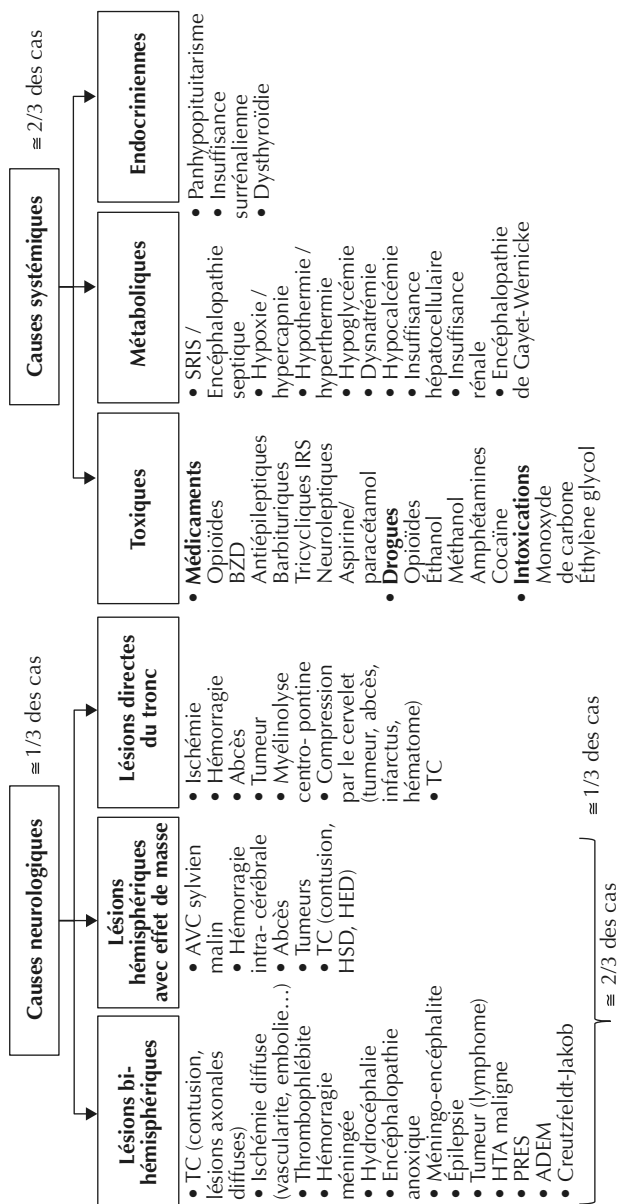 Causes neurologiques
≅ 1/3 des cas
Lésions bi-
hémisphériques
• TC (contusion,
lésions axonales
diffuses)
• Ischémie diffuse
(vascularite, embolie…)
• Thrombophlébite
• Hémorragie
méningée
• Hydrocéphalie
• Encéphalopathie
anoxique
• Méningo-encéphalite
Épilepsie
• Tumeur (lymphome)
• HTA maligne
• PRES
ADEM
• Creutzfeldt-Jakob
Lésions
hémisphériques
avec effet de masse
• AVC sylvien
malin
• Hémorragie
intra- cérébrale
• Abcès
• Tumeurs
• TC (contusion,
HSD, HED)
≅ 2/3 des cas
Lésions directes
du tronc
• Ischémie
• Hémorragie
• Abcès
• Tumeur
• Myélinolyse
centro- pontine
• Compression
par le cervelet
(tumeur, abcès,
infarctus,
hématome)
• TC
≅ 1/3 des cas
Causes systémiques
≅ 2/3 des cas
Toxiques
• Médicaments
Opioïdes
BZD
Antiépileptiques
Barbituriques
Tricycliques IRS
Neuroleptiques
Aspirine/
paracétamol
• Drogues
Opioïdes
Éthanol
Méthanol
Amphétamines
Cocaïne
• Intoxications
Monoxyde
de carbone
Éthylène glycol
Métaboliques
• SRIS /
Encéphalopathie
septique
• Hypoxie /
hypercapnie
• Hypothermie /
hyperthermie
• Hypoglycémie
• Dysnatrémie
• Hypocalcémie
• Insuffisance
hépatocellulaire
• Insuffisance
rénale
• Encéphalopathie
de Gayet-Wernicke
Endocriniennes
• Panhypopituitarisme
• Insuffisance
surrénalienne
• Dysthyroïdie